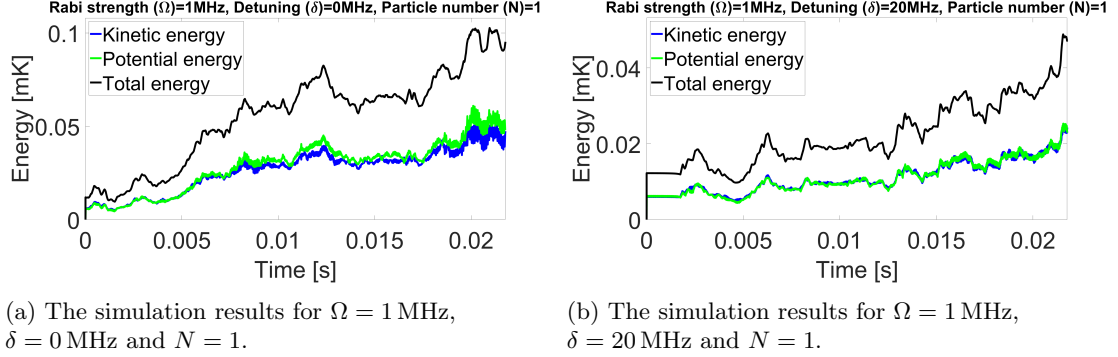 Rabi strength (Ω)=1MHz, Detuning (δ)=0MHz, Particle number (N)=1
Kinetic energy
Potential energy
Total energy
Energy [mK]
0.1
0.05
0
0 0.005 0.01 0.015 0.02
Time [s]
(a) The simulation results for Ω = 1 MHz,
δ = 0 MHz and N = 1.
Rabi strength (Ω)=1MHz, Detuning (δ)=20MHz, Particle number (N)=1
Kinetic energy
Potential energy
Total energy
Energy [mK]
0.04
0.02
0
0 0.005 0.01 0.015 0.02
Time [s]
(b) The simulation results for Ω = 1 MHz,
δ = 20 MHz and N = 1.